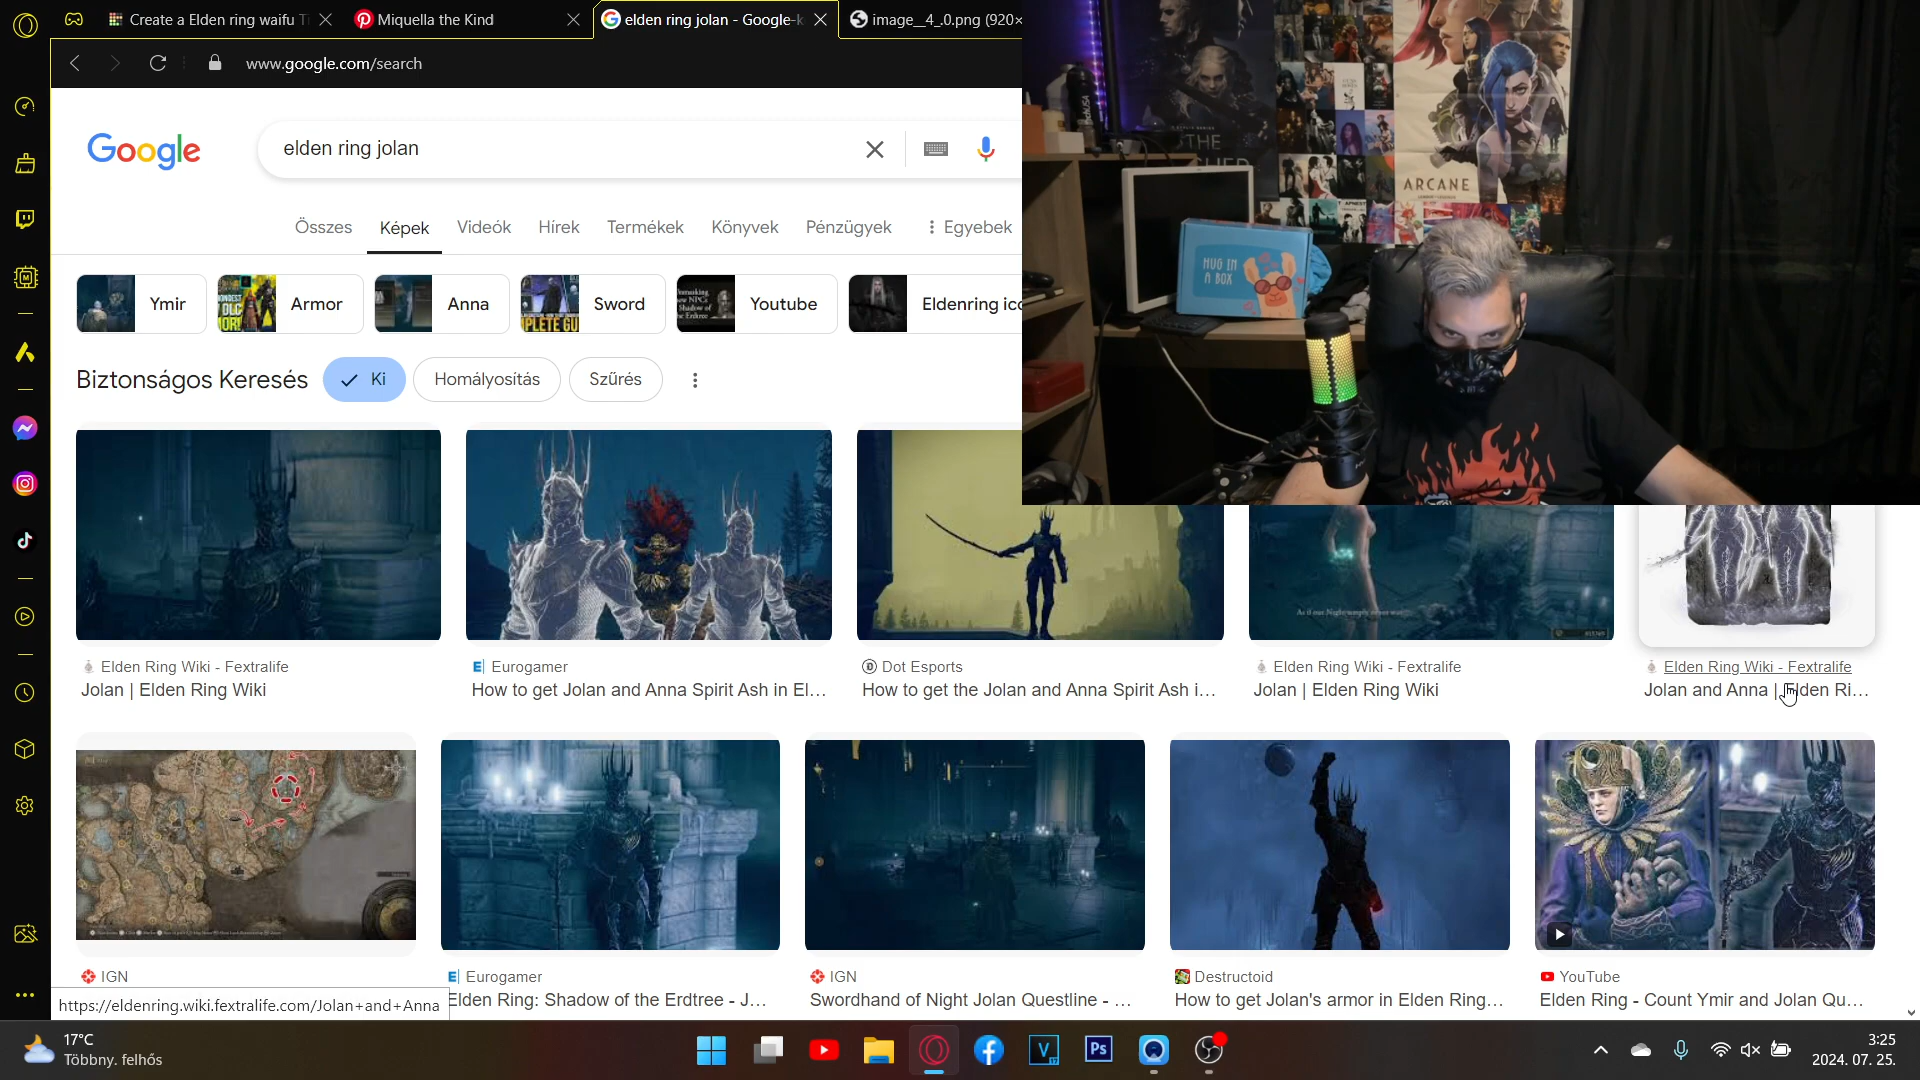 Create a Elden ring waifu
Miquella the Kind
elden ring jolan - Google-k
image_4_.0.png (920×
www.google.com/search
Google
elden ring jolan
Összes
Képek
Videók
Hírek
Termékek
Könyvek
Pénzügyek
Egyebek
Ymir
Armor
Anna
Sword
Youtube
Eldenring ico
Biztonságos Keresés
Ki
Homályosítás
Szűrés
THE
ARCANE
HUG IN
A BOX
Elden Ring Wiki - Fextralife
Jolan | Elden Ring Wiki
Eurogamer
How to get Jolan and Anna Spirit Ash in El...
Dot Esports
How to get the Jolan and Anna Spirit Ash i...
Elden Ring Wiki - Fextralife
Jolan | Elden Ring Wiki
Elden Ring Wiki - Fextralife
Jolan and Anna | Elden Ri...
IGN
Eurogamer
Elden Ring: Shadow of the Erdtree - J...
IGN
Swordhand of Night Jolan Questline - ...
Destructoid
How to get Jolan's armor in Elden Ring...
YouTube
Elden Ring - Count Ymir and Jolan Qu...
https://eldenring.wiki.fextralife.com/Jolan+and+Anna
17°C
Többny. felhős
V
17
Ps
3:25
2024. 07. 25.